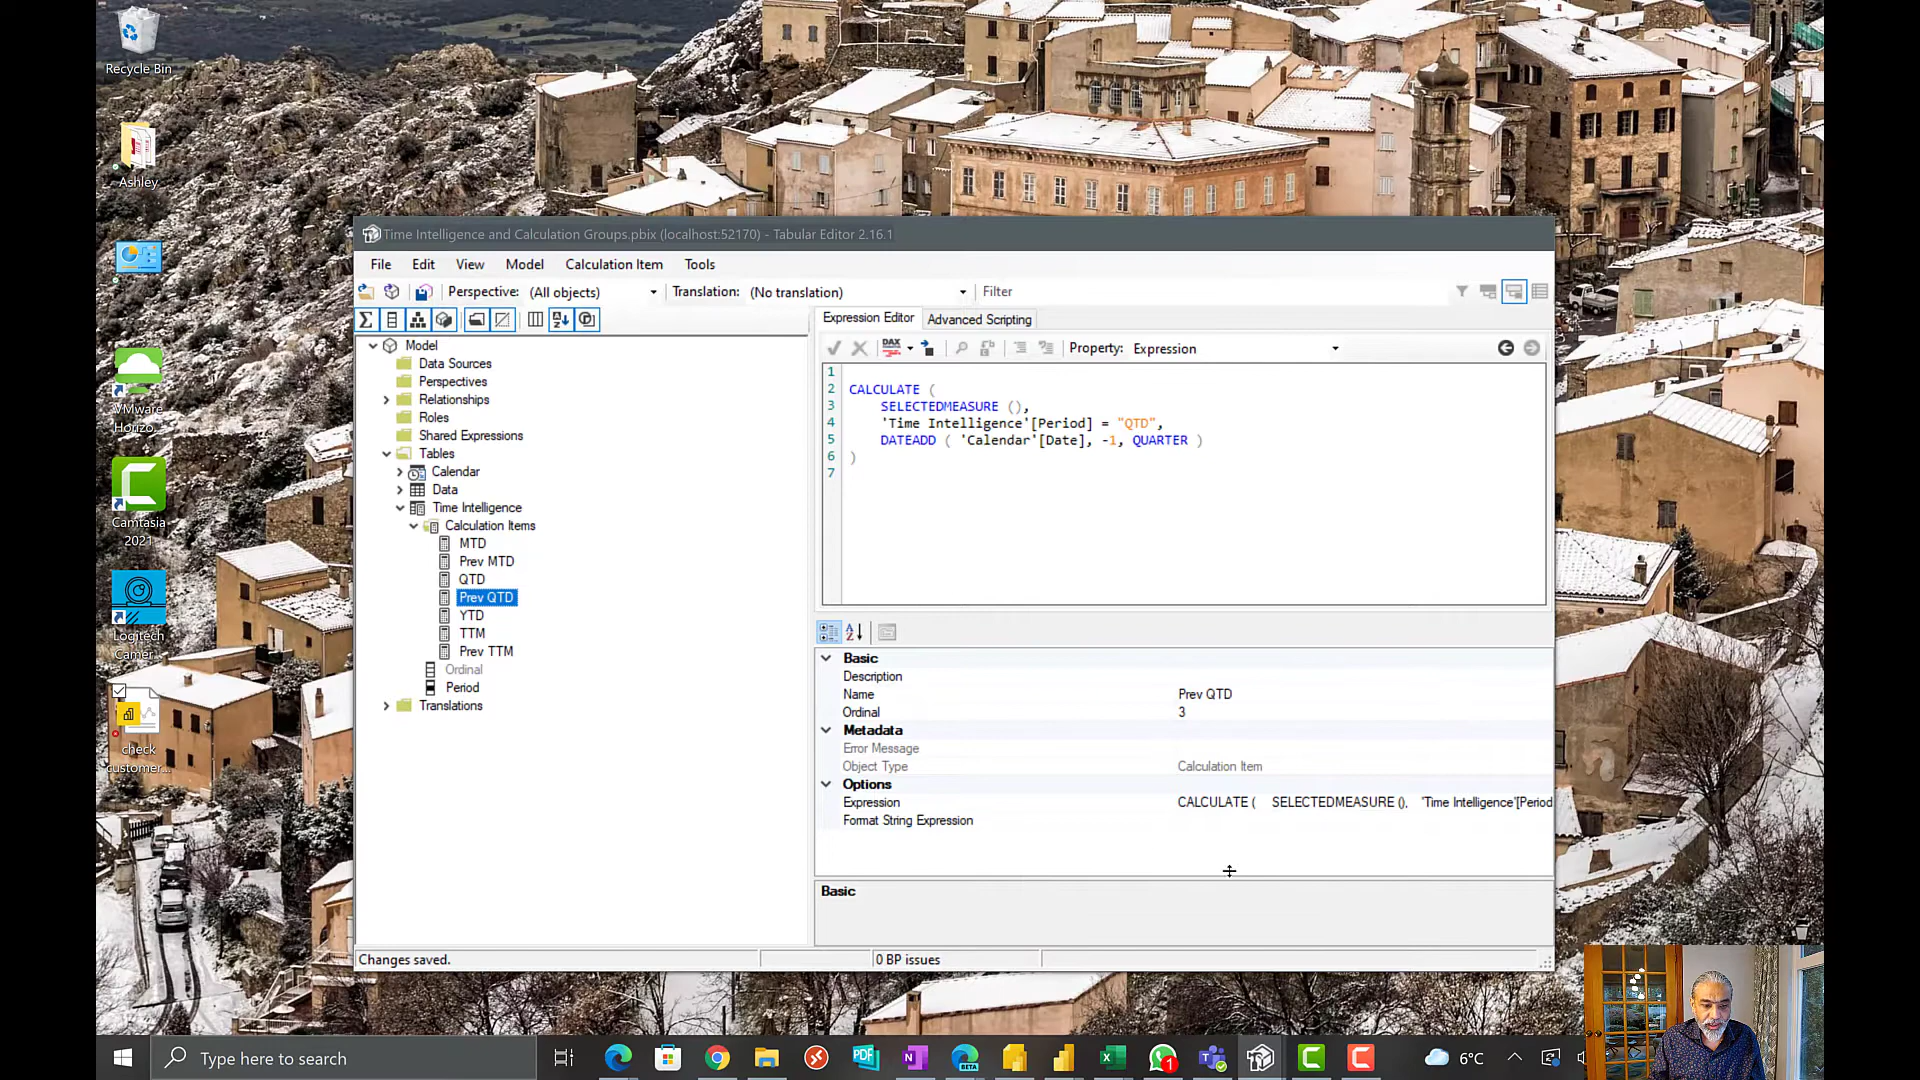 Recycle Bin
Ashley
VMware
Horizo...
Camtasia
2021
Logitech
Camer...
check
customer...
Time Intelligence and Calculation Groups.pbix (localhost:52170) - Tabular Editor 2.16.1
File Edit View Model Calculation Item Tools
Perspective: (All objects) Translation: (No translation) Filter
Expression Editor Advanced Scripting
DAX Property: Expression
Model
Data Sources
Perspectives
Relationships
Roles
Shared Expressions
Tables
Calendar
Data
Time Intelligence
Calculation Items
MTD
Prev MTD
QTD
Prev QTD
YTD
TTM
Prev TTM
Ordinal
Period
Translations
1
2 CALCULATE (
3 SELECTEDMEASURE (),
4 'Time Intelligence'[Period] = "QTD",
5 DATEADD ( 'Calendar'[Date], -1, QUARTER )
6 )
7
Basic
Description
Name Prev QTD
Ordinal 3
Metadata
Error Message
Object Type Calculation Item
Options
Expression CALCULATE ( SELECTEDMEASURE (), 'Time Intelligence'[Period
Format String Expression
Basic
Changes saved. 0 BP issues
Type here to search
PDF
BETA
1
6°C